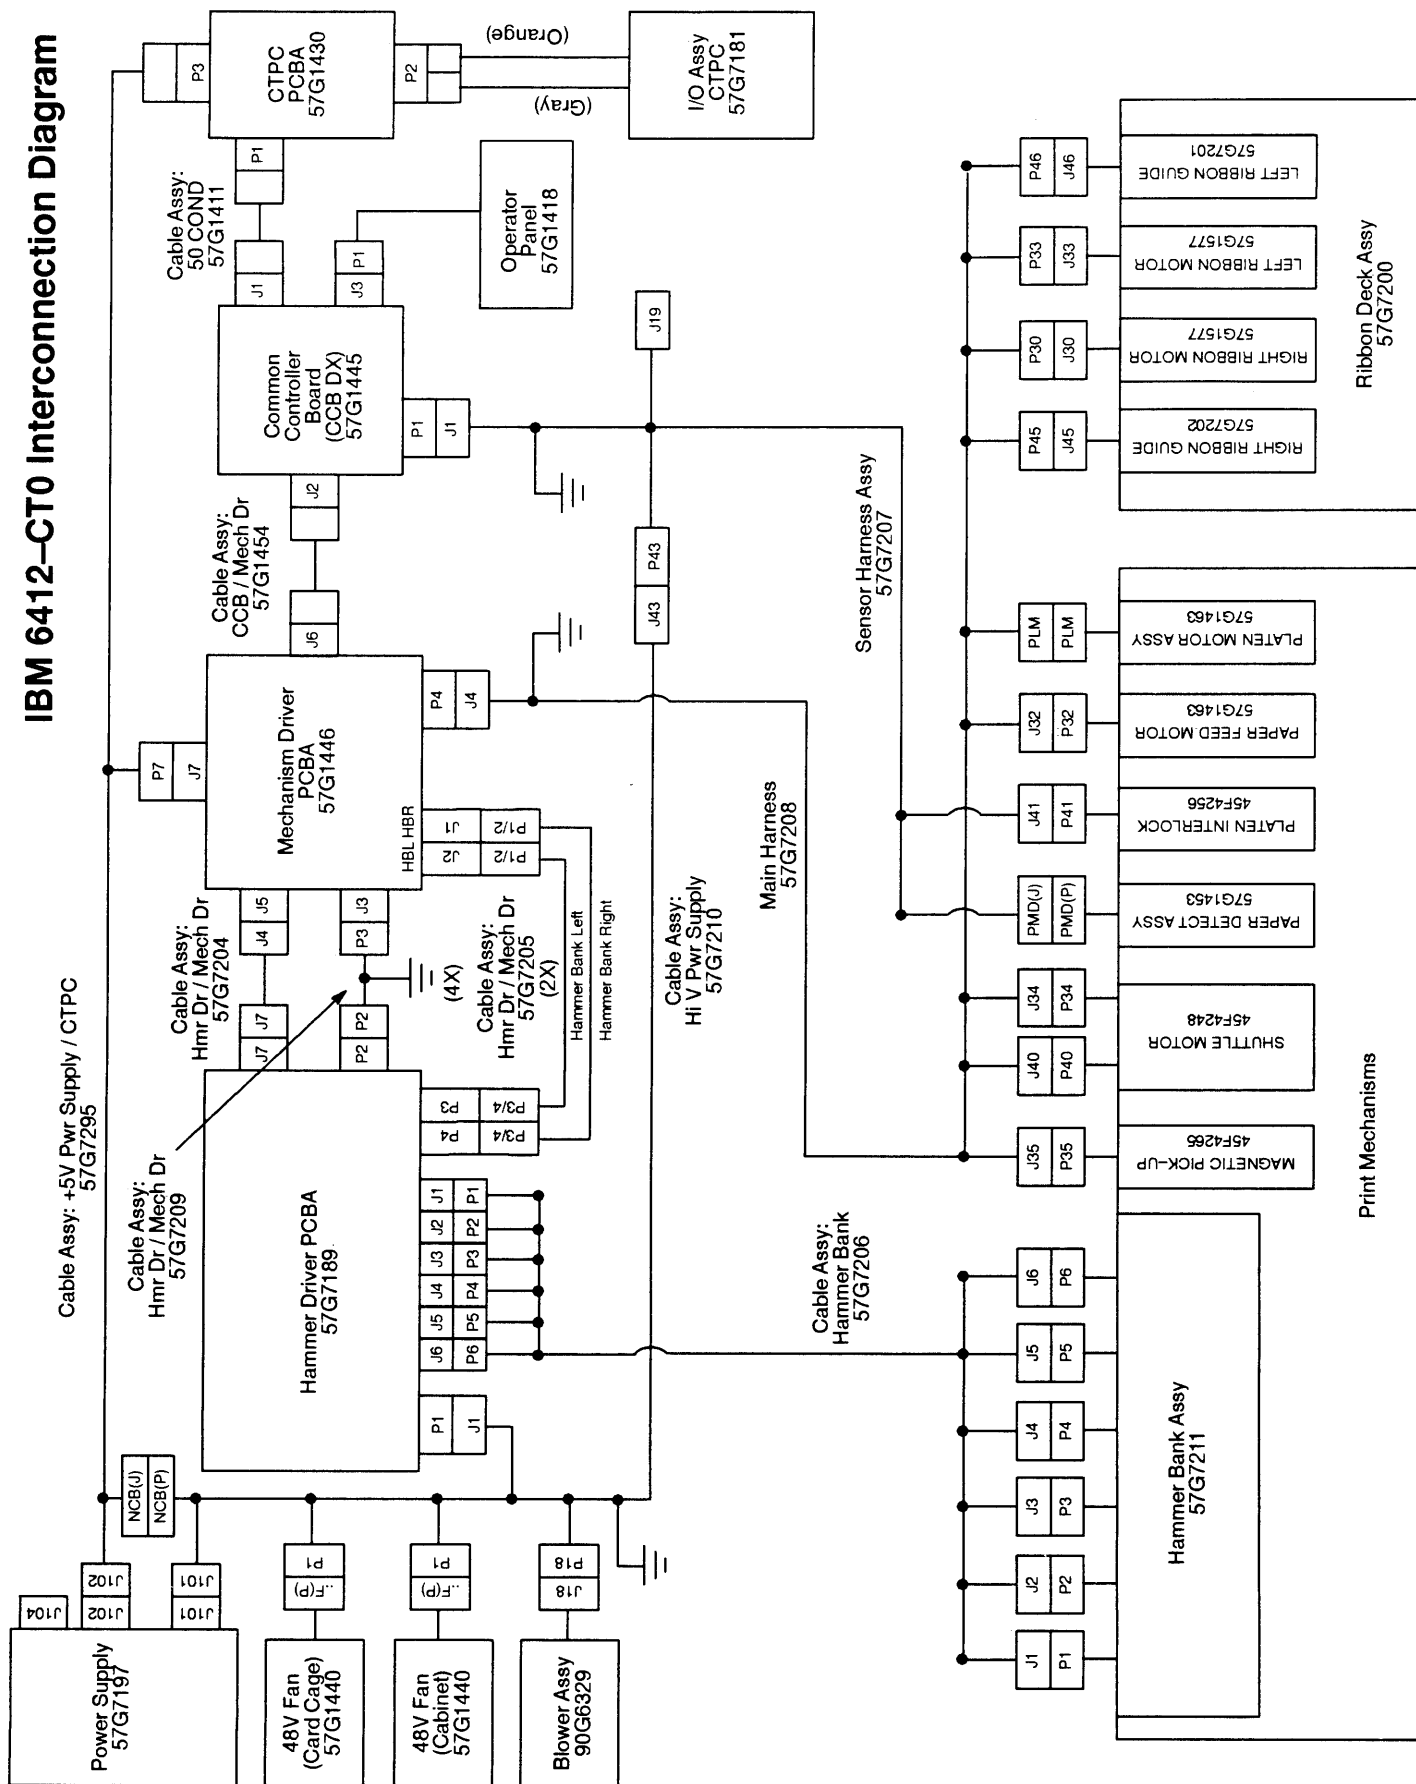 IBM 6412–CT0 Interconnection Diagram
Power Supply
57G7197
J104
J102
J102
J101
J101
NCB(J)
NCB(P)
48V Fan
(Card Cage)
57G1440
..F(P)
P1
48V Fan
(Cabinet)
57G1440
..F(P)
P1
Blower Assy
90G6329
J18
P18
Cable Assy: +5V Pwr Supply / CTPC
57G7295
Cable Assy:
Hmr Dr / Mech Dr
57G7209
Hammer Driver PCBA
57G7189
P1
J1
J6
P6
J5
P5
J4
P4
J3
P3
J2
P2
J1
P1
P4
P3/4
P3
P3/4
J7
J7
P2
P2
Cable Assy:
Hmr Dr / Mech Dr
57G7204
J4
J5
P3
J3
(4X)
Cable Assy:
Hmr Dr / Mech Dr
57G7205
(2X)
Hammer Bank Left
Hammer Bank Right
Mechanism Driver
PCBA
57G1446
P7
J7
HBL HBR
J2
P1/2
J1
P1/2
P4
J4
J6
Cable Assy:
CCB / Mech Dr
57G1454
J2
Common
Controller
Board
(CCB DX)
57G1445
P1
J1
J1
J3
P1
Cable Assy:
50 COND
57G1411
P1
Operator
Panel
57G1418
CTPC
PCBA
57G1430
P3
P2
(Orange)
(Gray)
I/O Assy
CTPC
57G7181
Cable Assy:
Hi V Pwr Supply
57G7210
J43
P43
J19
Main Harness
57G7208
Sensor Harness Assy
57G7207
Cable Assy:
Hammer Bank
57G7206
J1
P1
J2
P2
J3
P3
J4
P4
J5
P5
J6
P6
Hammer Bank Assy
57G7211
J35
P35
MAGNETIC PICK–UP
45F4265
J40
P40
J34
P34
SHUTTLE MOTOR
45F4248
PMD(J)
PMD(P)
PAPER DETECT ASSY
57G1453
J41
P41
PLATEN INTERLOCK
45F4256
J32
P32
PAPER FEED MOTOR
57G1463
PLM
PLM
PLATEN MOTOR ASSY
57G1463
Print Mechanisms
P45
J45
RIGHT RIBBON GUIDE
57G7202
P30
J30
RIGHT RIBBON MOTOR
57G1577
P33
J33
LEFT RIBBON MOTOR
57G1577
P46
J46
LEFT RIBBON GUIDE
57G7201
Ribbon Deck Assy
57G7200